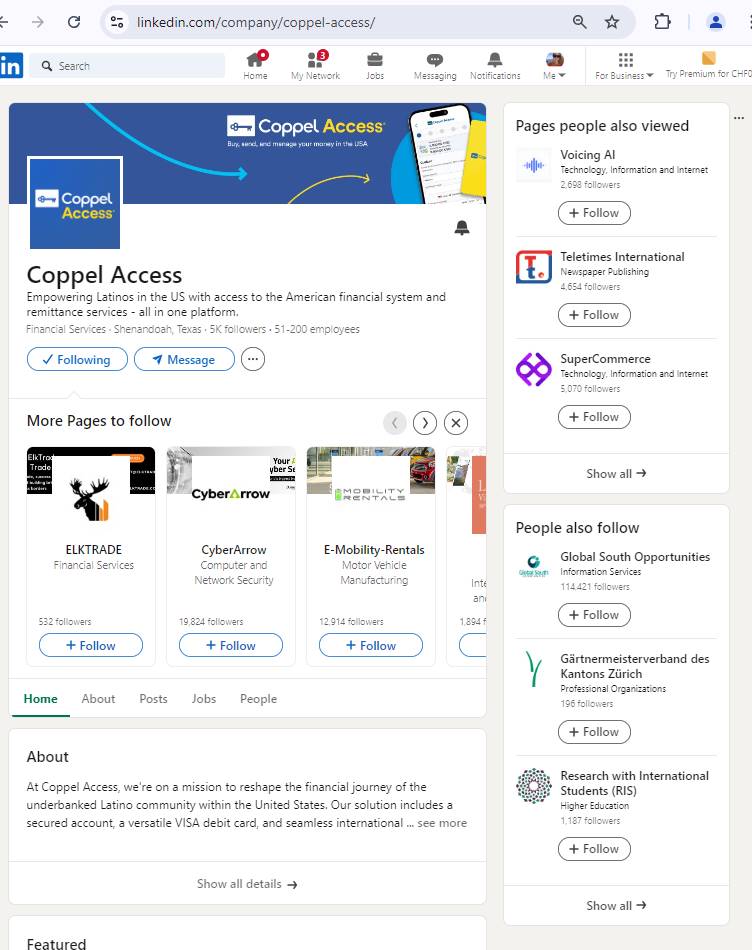 linkedin.com/company/coppel-access/
in
Search
3
Home
My Network
Jobs
Messaging
Notifications
Me
For Business
Try Premium for CHF0
Coppel Access
Buy, send, and manage your money in the USA
Coppel
Access
Coppel Access
Empowering Latinos in the US with access to the American financial system and
remittance services - all in one platform.
Financial Services · Shenandoah, Texas · 5K followers · 51-200 employees
Following
Message
More Pages to follow
ELKTRADE
Financial Services
532 followers
+ Follow
CyberArrow
CyberArrow
Computer and
Network Security
19,824 followers
+ Follow
MOBILITY
RENTALS
E-Mobility-Rentals
Motor Vehicle
Manufacturing
12,914 followers
+ Follow
1,894 f
Home
About
Posts
Jobs
People
About
At Coppel Access, we're on a mission to reshape the financial journey of the
underbanked Latino community within the United States. Our solution includes a
secured account, a versatile VISA debit card, and seamless international ... see more
Show all details →
Featured
Pages people also viewed
Voicing AI
Technology, Information and Internet
2,698 followers
+ Follow
Teletimes International
Newspaper Publishing
4,654 followers
+ Follow
SuperCommerce
Technology, Information and Internet
5,070 followers
+ Follow
Show all →
People also follow
Global South Opportunities
Information Services
114,421 followers
+ Follow
Gärtnermeisterverband des
Kantons Zürich
Professional Organizations
196 followers
+ Follow
Research with International
Students (RIS)
Higher Education
1,187 followers
+ Follow
Show all →